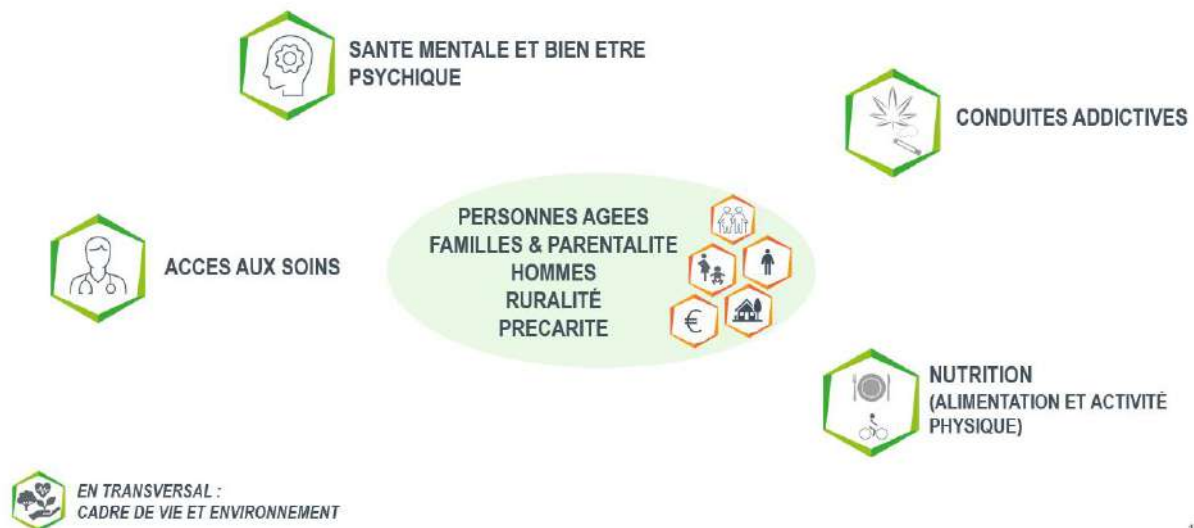 SANTE MENTALE ET BIEN ETRE
PSYCHIQUE
CONDUITES ADDICTIVES
PERSONNES AGEES
FAMILLES & PARENTALITE
HOMMES
RURALITÉ
PRECARITE
€
ACCES AUX SOINS
NUTRITION
(ALIMENTATION ET ACTIVITÉ
PHYSIQUE)
EN TRANSVERSAL :
CADRE DE VIE ET ENVIRONNEMENT